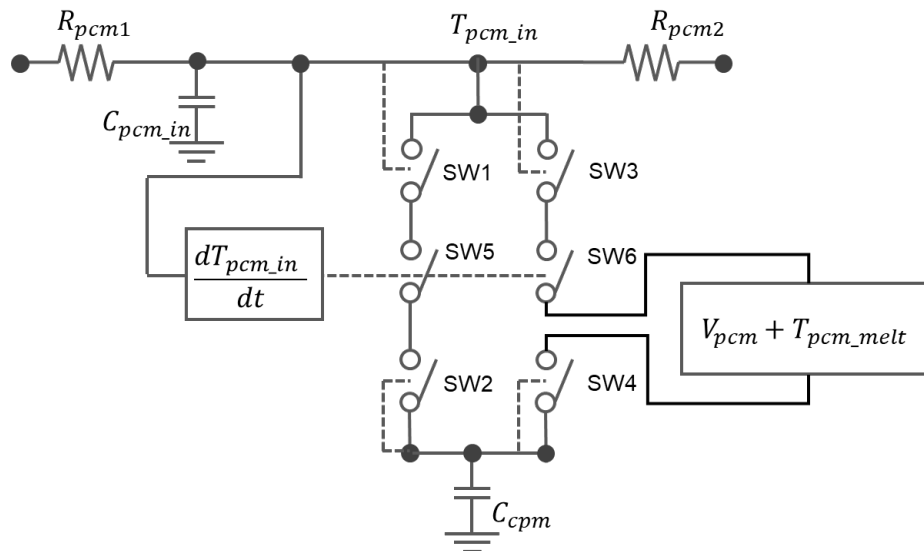 R_pcm1
T_pcm_in
R_pcm2
C_pcm_in
SW1
SW3
dT_pcm_in
dt
SW5
SW6
V_pcm + T_pcm_melt
SW2
SW4
C_cpm